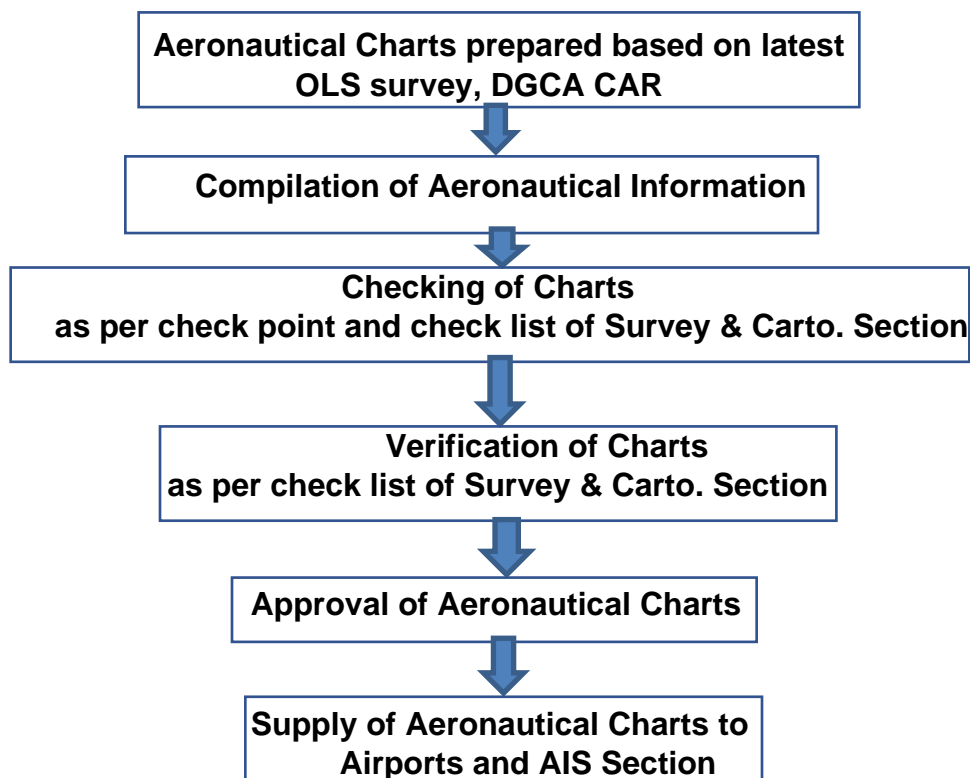 Aeronautical Charts prepared based on latest
OLS survey, DGCA CAR
Compilation of Aeronautical Information
Checking of Charts
as per check point and check list of Survey & Carto. Section
Verification of Charts
as per check list of Survey & Carto. Section
Approval of Aeronautical Charts
Supply of Aeronautical Charts to
Airports and AIS Section